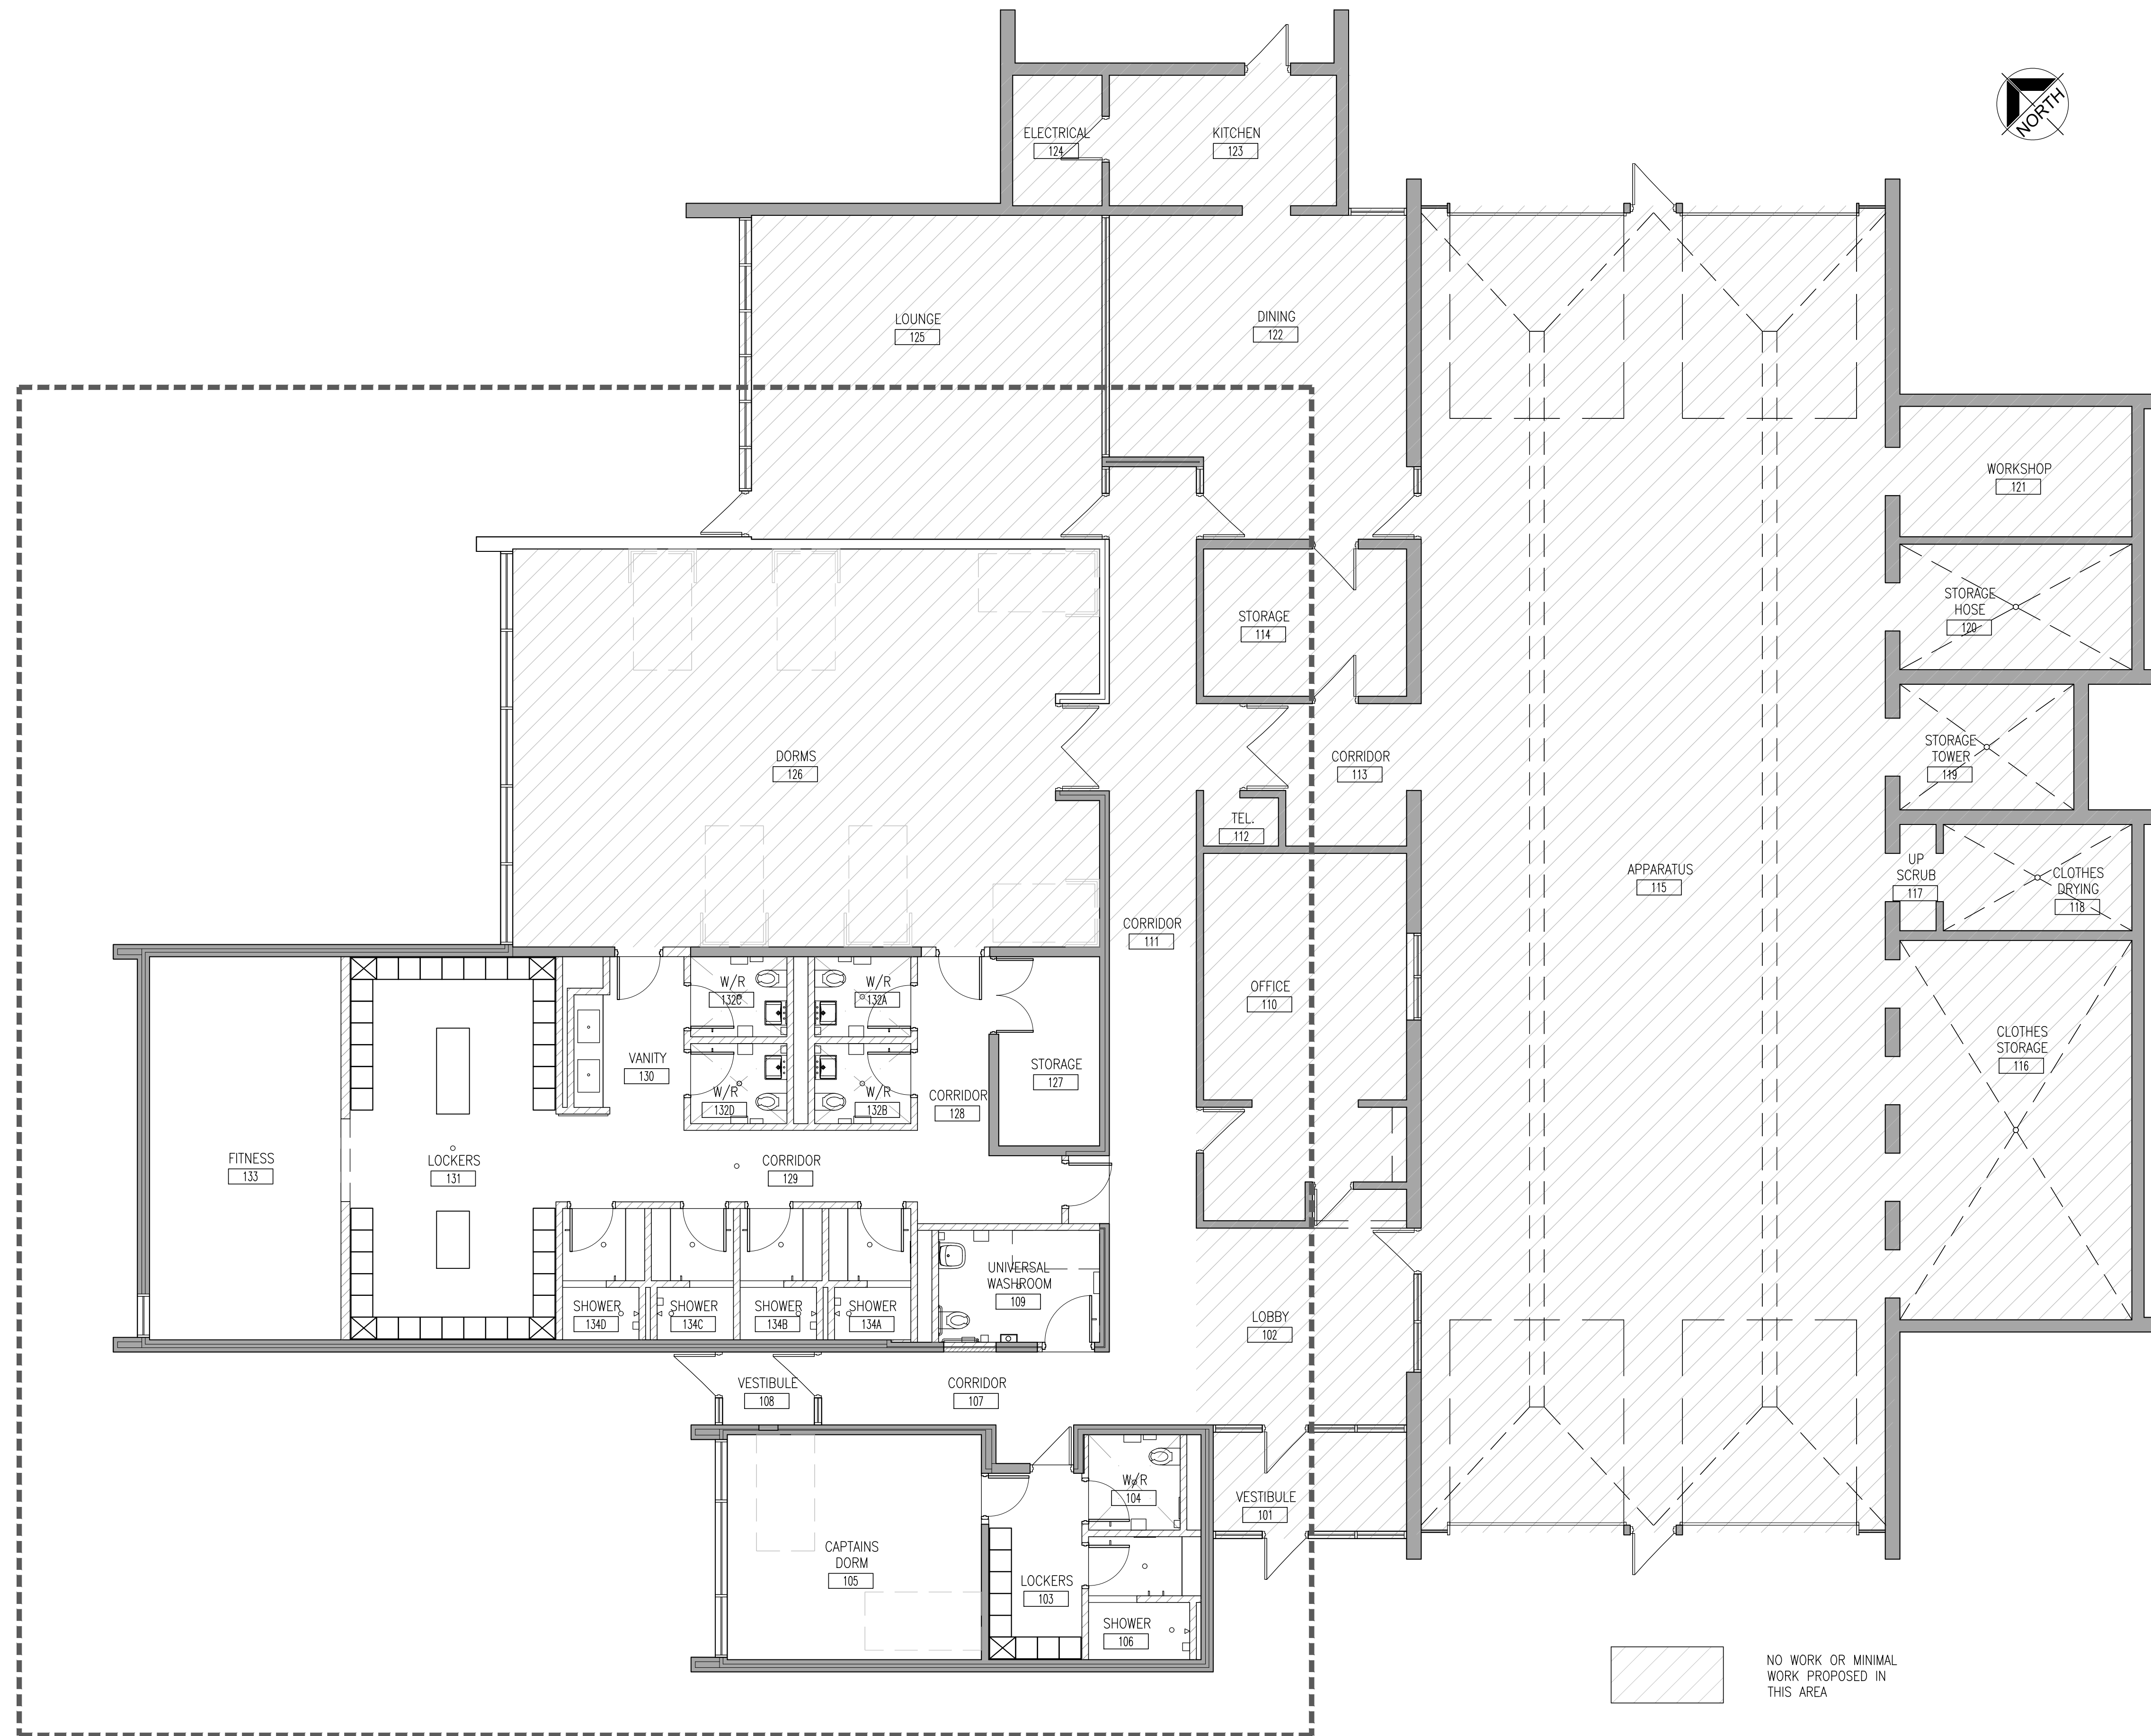 NORTH
ELECTRICAL
124
KITCHEN
123
LOUNGE
125
DINING
122
WORKSHOP
121
STORAGE
HOSE
120
STORAGE
114
STORAGE
TOWER
119
DORMS
126
CORRIDOR
113
TEL.
112
APPARATUS
115
UP
SCRUB
117
CLOTHES
DRYING
118
CORRIDOR
111
W/R
132C
W/R
132A
OFFICE
110
CLOTHES
STORAGE
116
VANITY
130
STORAGE
127
W/R
132D
W/R
132B
CORRIDOR
128
FITNESS
133
LOCKERS
131
CORRIDOR
129
UNIVERSAL
WASHROOM
109
SHOWER
134D
SHOWER
134C
SHOWER
134B
SHOWER
134A
LOBBY
102
VESTIBULE
108
CORRIDOR
107
W/R
104
VESTIBULE
101
CAPTAINS
DORM
105
LOCKERS
103
SHOWER
106
NO WORK OR MINIMAL
WORK PROPOSED IN
THIS AREA